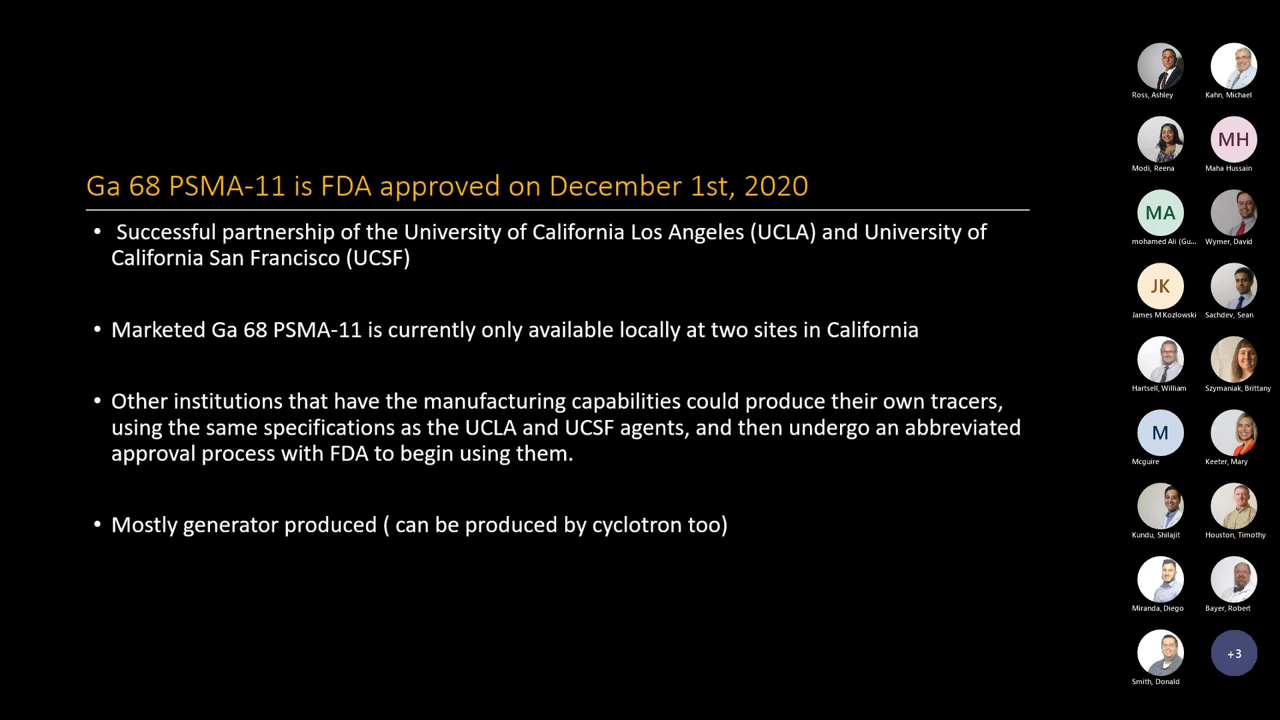 Ga 68 PSMA-11 is FDA approved on December 1st, 2020
• Successful partnership of the University of California Los Angeles (UCLA) and University of
California San Francisco (UCSF)
• Marketed Ga 68 PSMA-11 is currently only available locally at two sites in California
• Other institutions that have the manufacturing capabilities could produce their own tracers,
using the same specifications as the UCLA and UCSF agents, and then undergo an abbreviated
approval process with FDA to begin using them.
• Mostly generator produced ( can be produced by cyclotron too)
Ross, Ashley
Kahn, Michael
Modi, Reena
MH
Maha Hussain
MA
mohamed Ali (Gu...
Wymer, David
JK
James M Kozlowski
Sachdev, Sean
Hartsell, William
Szymaniak, Brittany
M
Mcguire
Keeter, Mary
Kundu, Shilajit
Houston, Timothy
Miranda, Diego
Bayer, Robert
Smith, Donald
+3